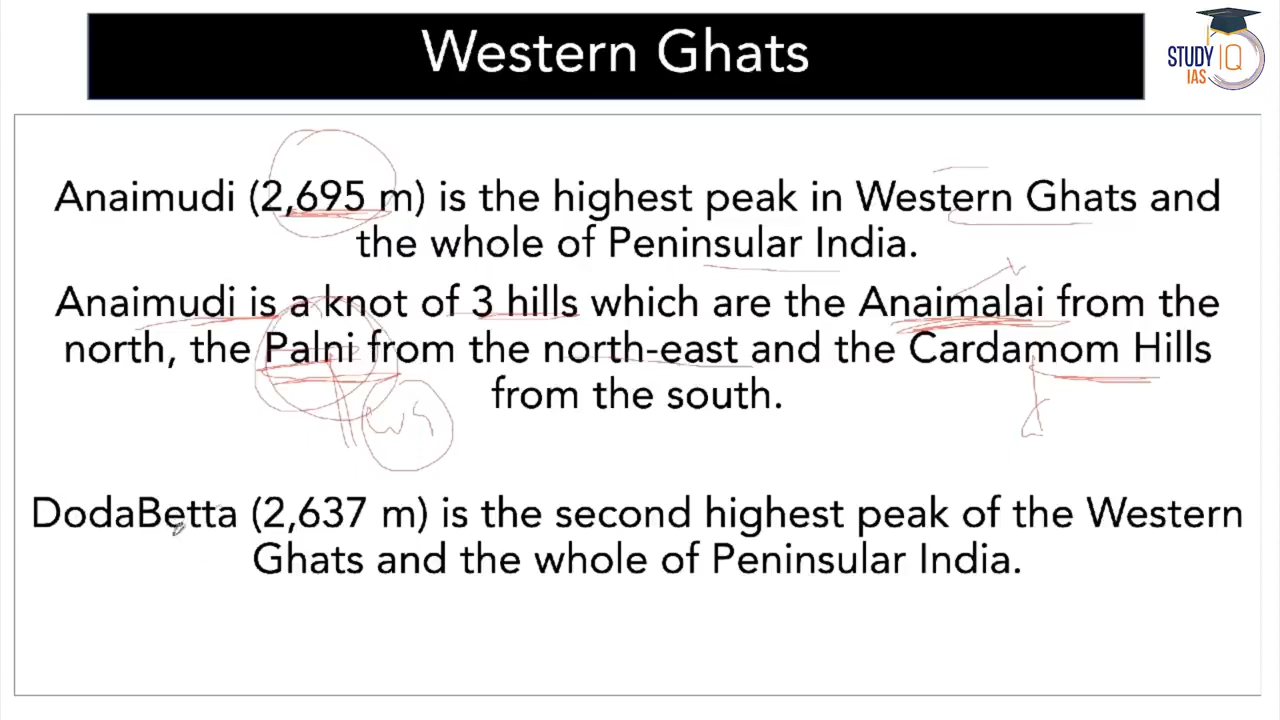 Western Ghats
STUDY IQ
IAS
Anaimudi (2,695 m) is the highest peak in Western Ghats and
the whole of Peninsular India.
Anaimudi is a knot of 3 hills which are the Anaimalai from the
north, the Palni from the north-east and the Cardamom Hills
from the south.
DodaBetta (2,637 m) is the second highest peak of the Western
Ghats and the whole of Peninsular India.